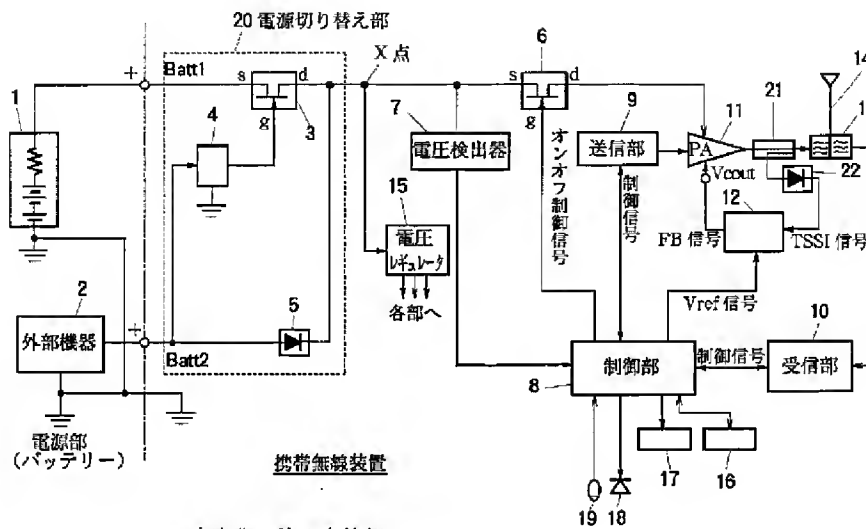 20 電源切り替え部
Batt1
s d
g
3
4
X 点
6
s d
g
14
1
1
7
電圧検出器
オンオフ制御信号
9
送信部
制御信号
PA
11
21
22
Vcout
12
FB 信号
TSSI 信号
15
電圧
レギュレータ
各部へ
Vref 信号
2
外部機器
5
Batt2
+
+
制御部
8
制御信号
10
受信部
電源部
(バッテリー)
携帯無線装置
17
16
19
18